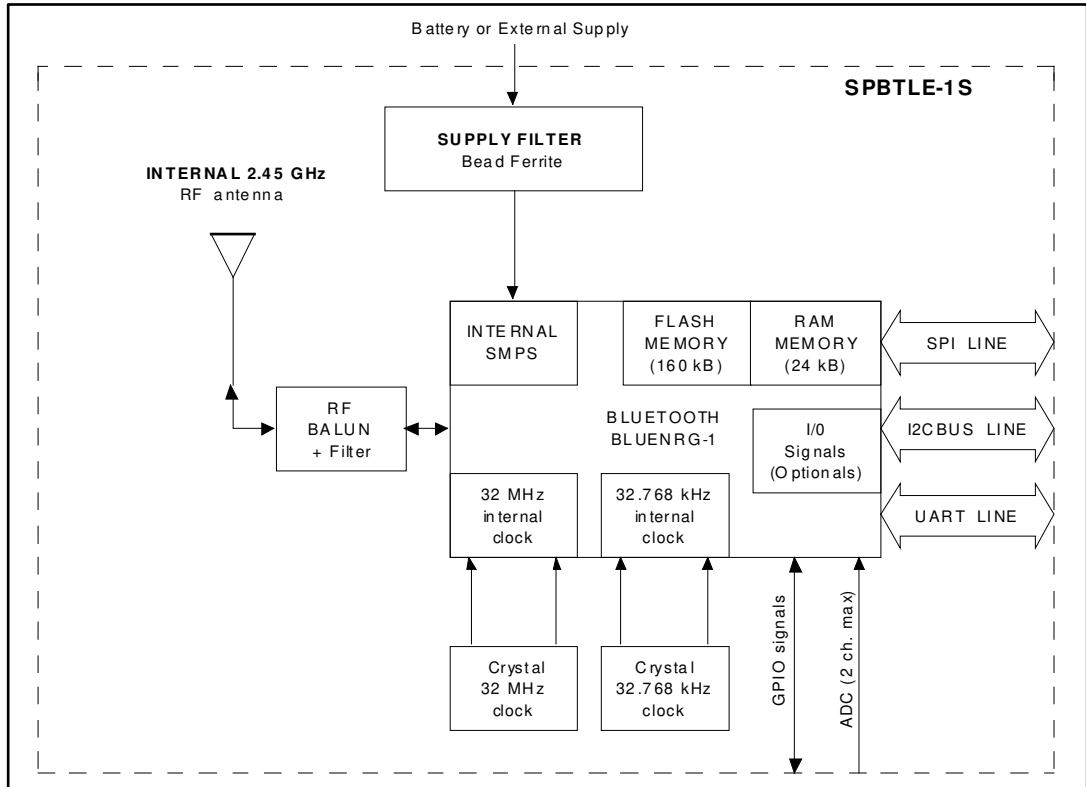 Battery or External Supply
SPBTLE-1S
SUPPLY FILTER
Bead Ferrite
INTERNAL 2.45 GHz
RF antenna
INTERNAL
SMPS
FLASH
MEMORY
(160 kB)
RAM
MEMORY
(24 kB)
SPI LINE
RF
BALUN
+ Filter
BLUETOOTH
BLUENRG-1
I/0
Signals
(Optionals)
I2CBUS LINE
32 MHz
internal
clock
32.768 kHz
internal
clock
UART LINE
Crystal
32 MHz
clock
Crystal
32.768 kHz
clock
GPIO signals
ADC (2 ch. max)